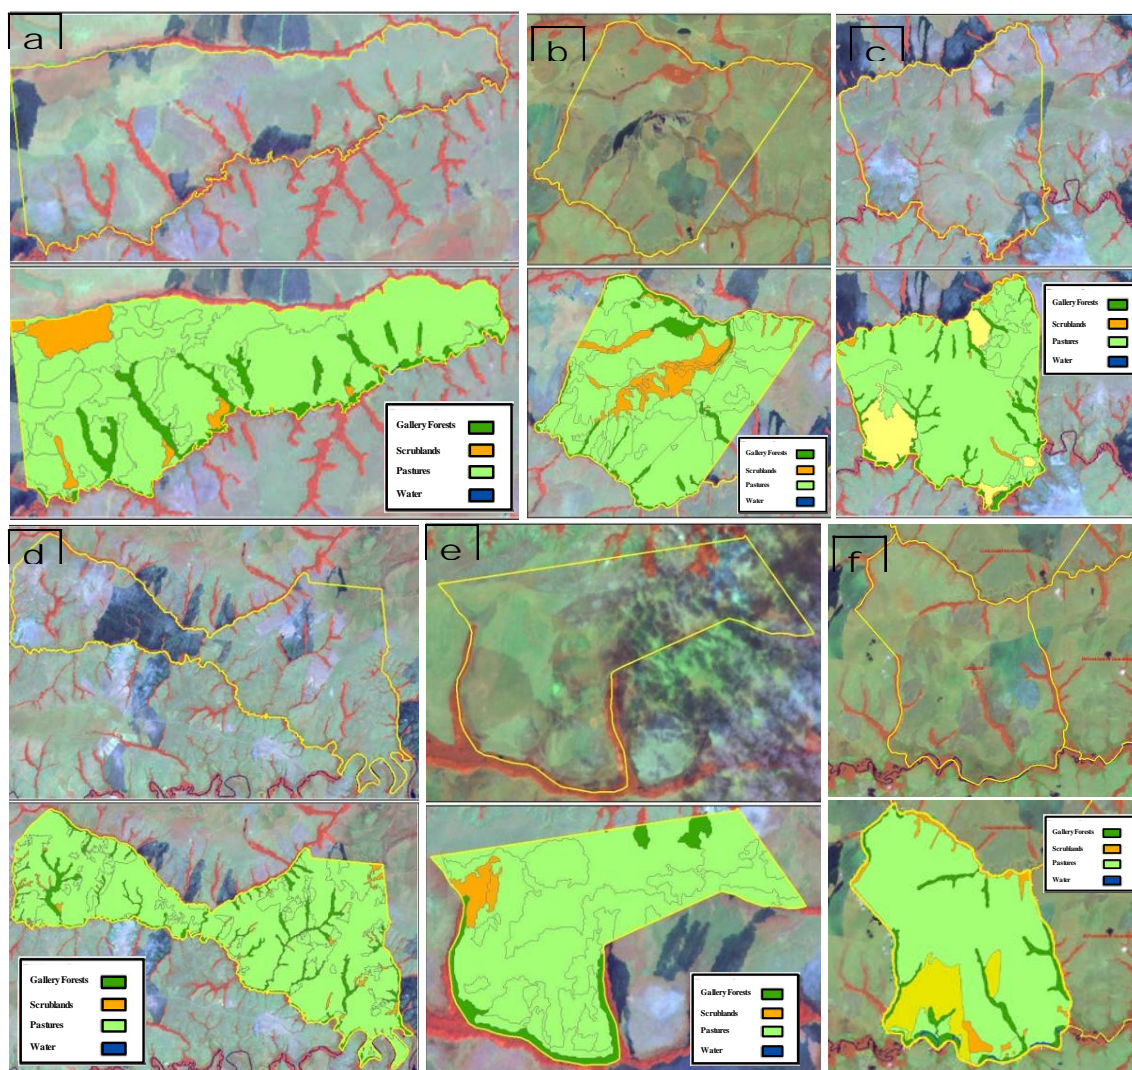 a
b
c
Gallery Forests
Scrublands
Pastures
Water
Gallery Forests
Scrublands
Pastures
Water
Gallery Forests
Scrublands
Pastures
Water
d
e
f
Gallery Forests
Scrublands
Pastures
Water
Gallery Forests
Scrublands
Pastures
Water
Gallery Forests
Scrublands
Pastures
Water